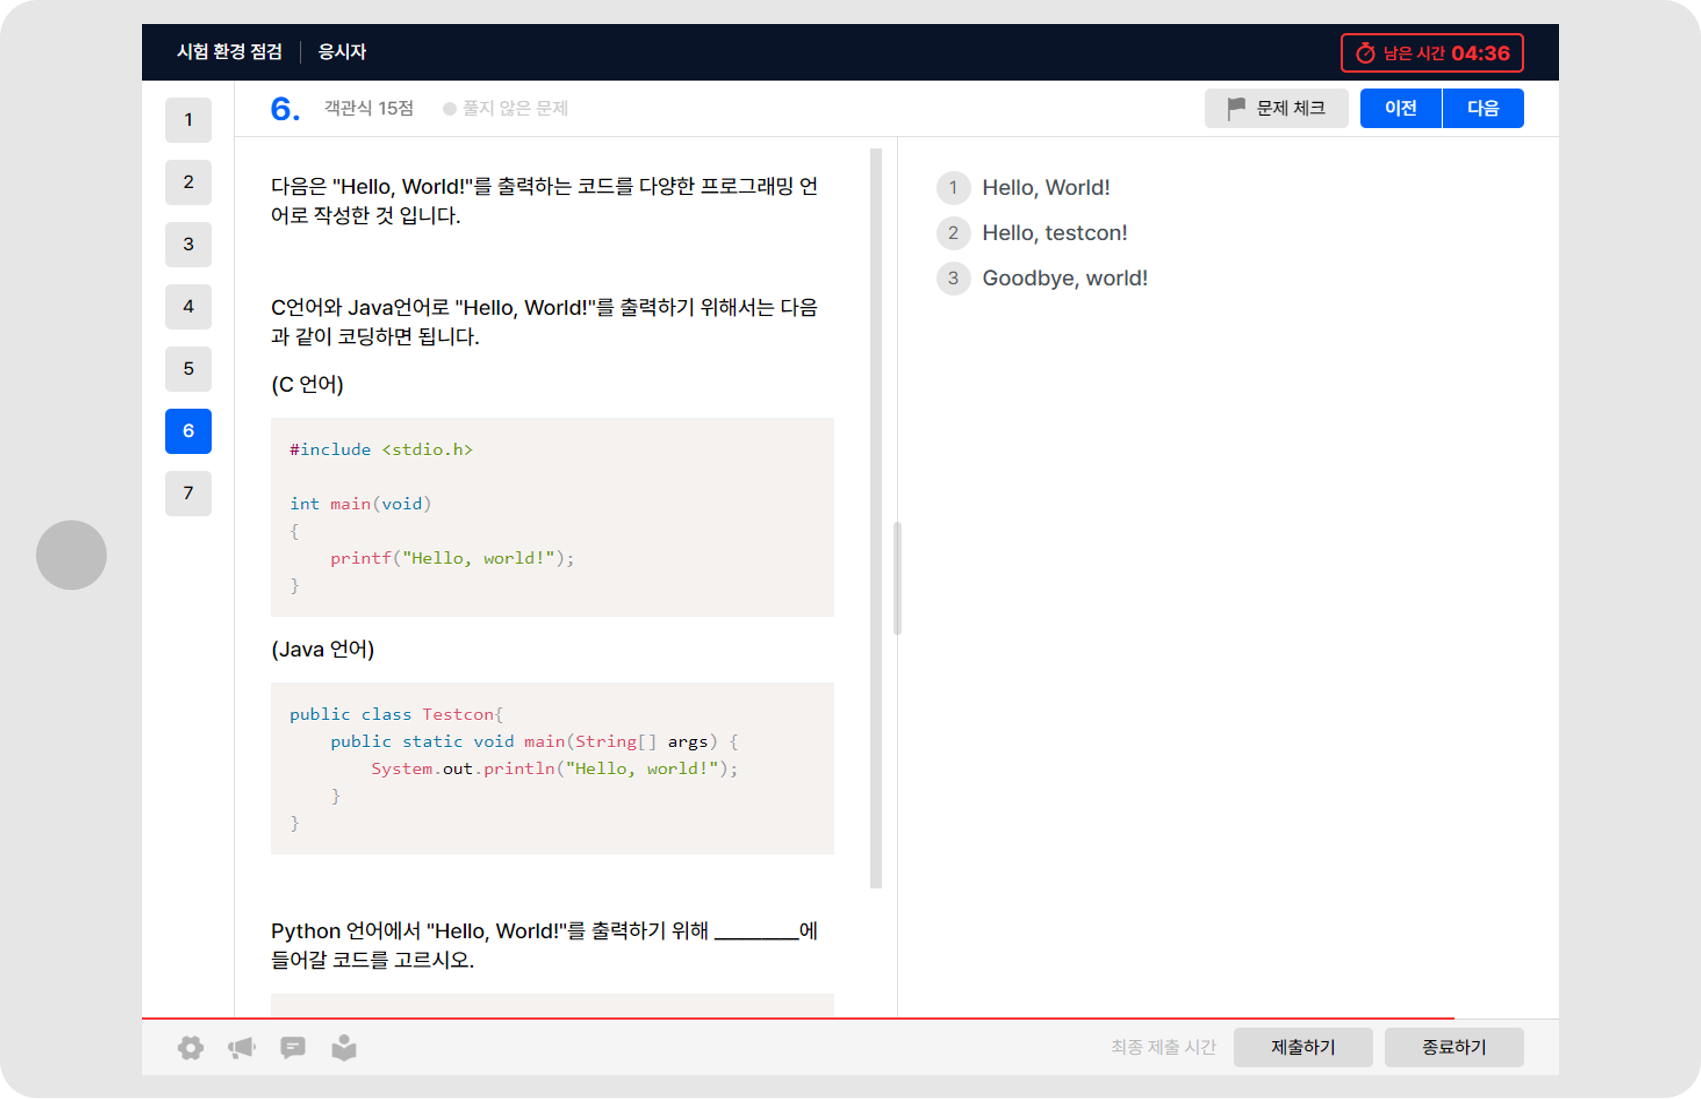 시험 환경 점검 응시자
남은 시간 04:36
6. 객관식 15점 풀지 않은 문제
문제 체크 이전 다음
1
2
3
4
5
6
7
다음은 "Hello, World!"를 출력하는 코드를 다양한 프로그래밍 언
어로 작성한 것 입니다.
C언어와 Java언어로 "Hello, World!"를 출력하기 위해서는 다음
과 같이 코딩하면 됩니다.
(C 언어)
#include <stdio.h>
int main(void)
{
    printf("Hello, world!");
}
(Java 언어)
public class Testcon{
    public static void main(String[] args) {
        System.out.println("Hello, world!");
    }
}
Python 언어에서 "Hello, World!"를 출력하기 위해 ________에
들어갈 코드를 고르시오.
1 Hello, World!
2 Hello, testcon!
3 Goodbye, world!
최종 제출 시간 제출하기 종료하기